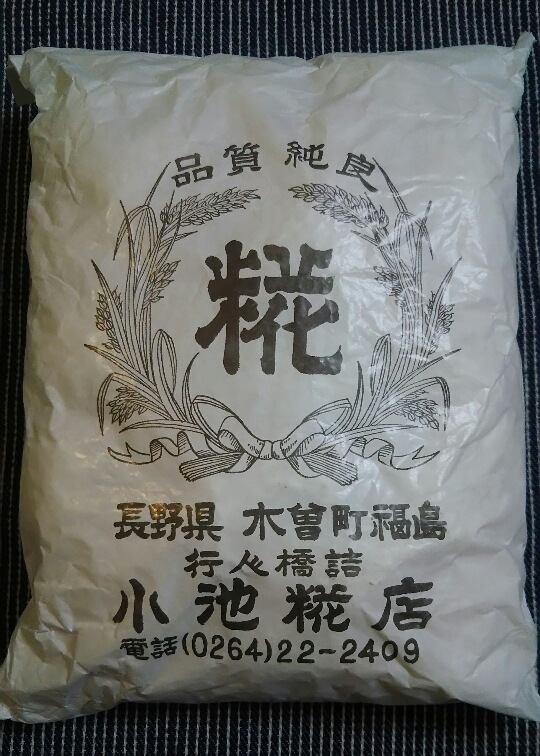 品質純良
糀
長野県 木曽町福島
行人橋詰
小池糀店
電話(0264)22-2409